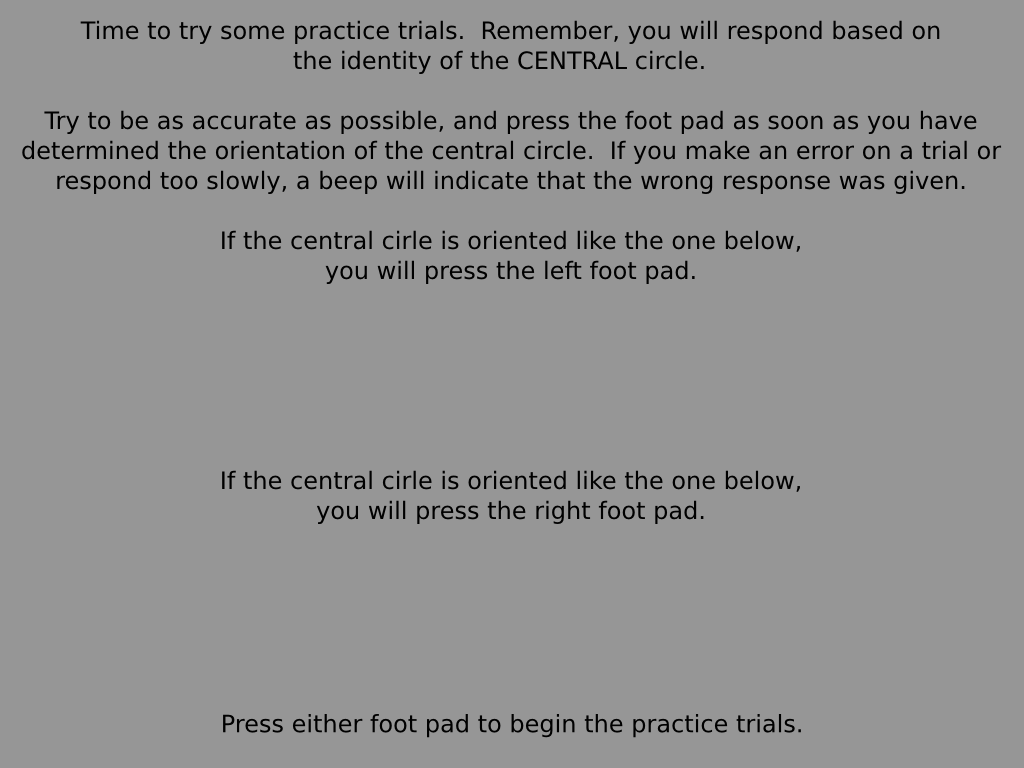 Time to try some practice trials.  Remember, you will respond based on
the identity of the CENTRAL circle.
Try to be as accurate as possible, and press the foot pad as soon as you have
determined the orientation of the central circle.  If you make an error on a trial or
respond too slowly, a beep will indicate that the wrong response was given.
If the central cirle is oriented like the one below,
you will press the left foot pad.
If the central cirle is oriented like the one below,
you will press the right foot pad.
Press either foot pad to begin the practice trials.